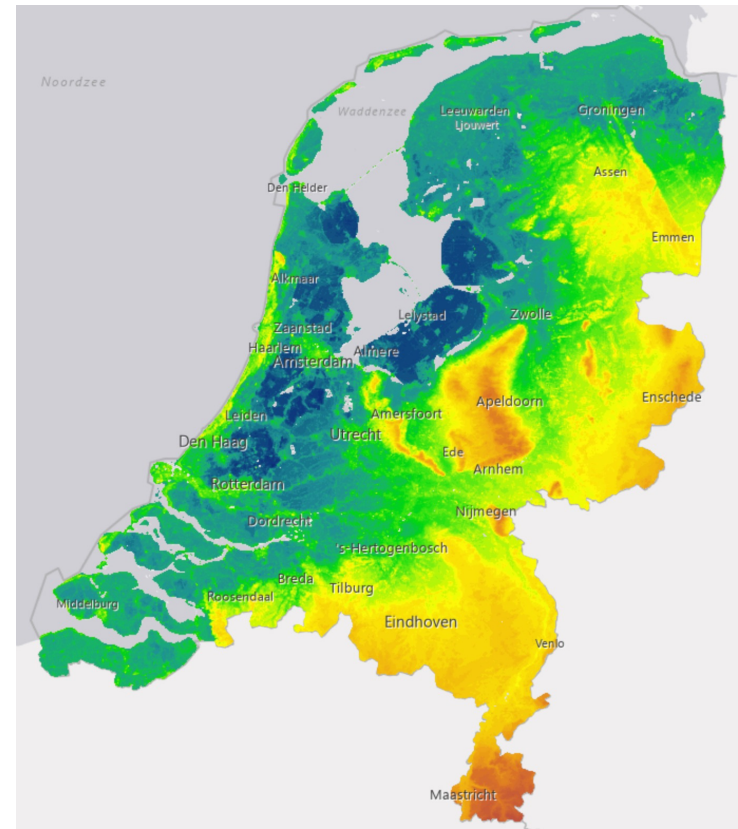 Noordzee
Waddenzee
Leeuwarden
Ljouwert
Groningen
Assen
Den Helder
Emmen
Alkmaar
Lelystad
Zwolle
Zaanstad
Haarlem
Almere
Amsterdam
Enschede
Apeldoorn
Leiden
Amersfoort
Den Haag
Utrecht
Ede
Arnhem
Rotterdam
Nijmegen
Dordrecht
's-Hertogenbosch
Breda
Tilburg
Roosendaal
Middelburg
Eindhoven
Venlo
Maastricht